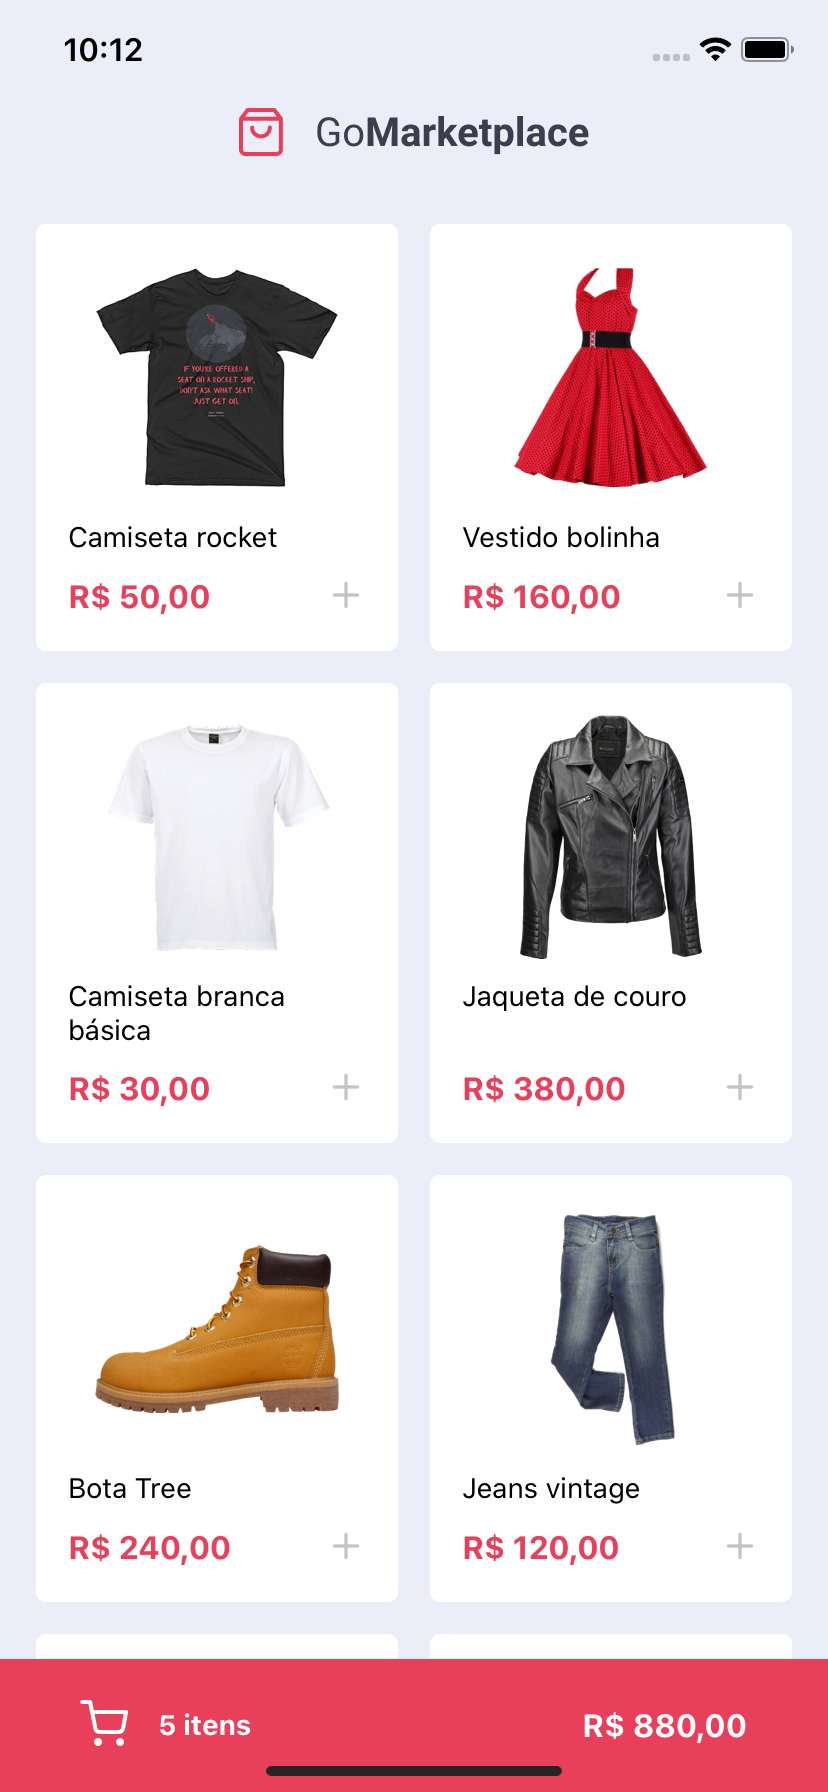 10:12
GoMarketplace
IF YOU'RE OFFERED A
SEAT ON A ROCKET SHIP,
DON'T ASK WHAT SEAT!
JUST GET ON.
Camiseta rocket
R$ 50,00
Vestido bolinha
R$ 160,00
Camiseta branca
básica
R$ 30,00
Jaqueta de couro
R$ 380,00
Bota Tree
R$ 240,00
Jeans vintage
R$ 120,00
5 itens
R$ 880,00